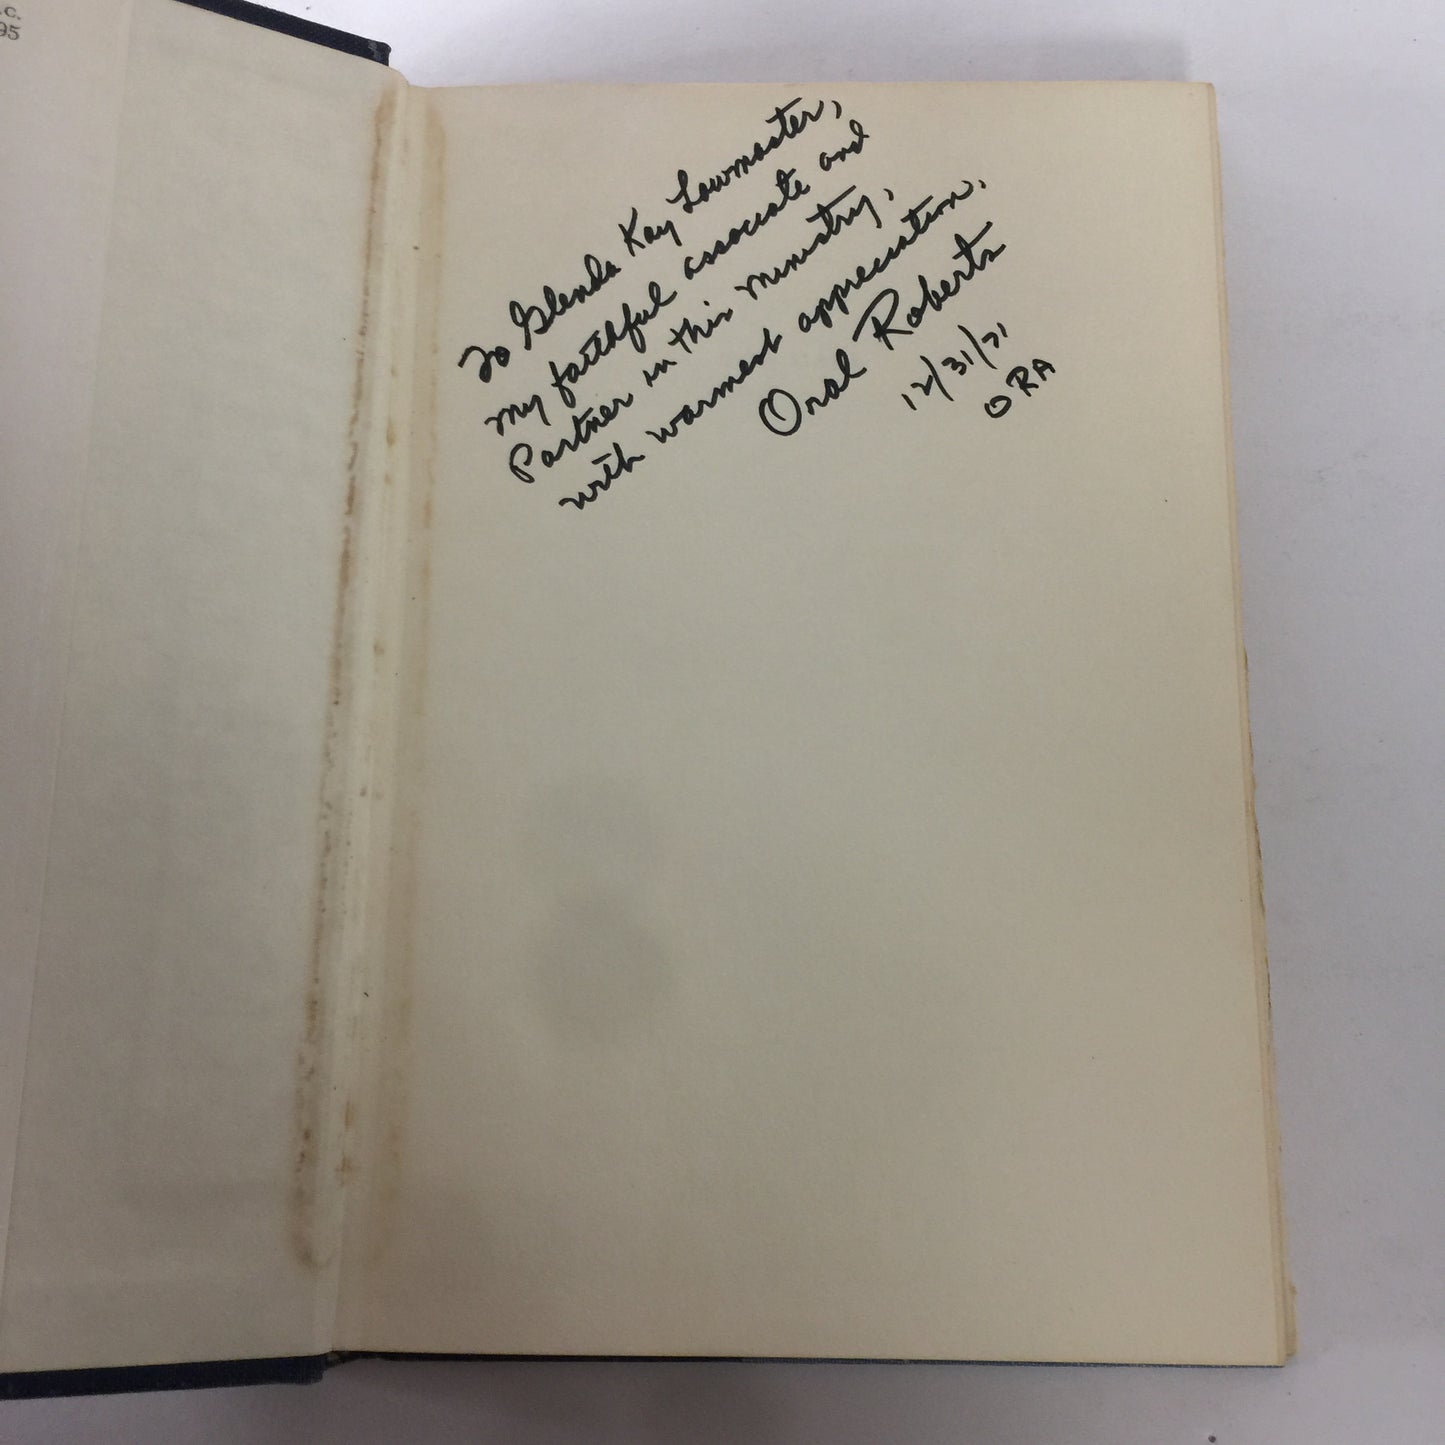 .C.
95
To Glenda Kay Lowmaster,
my faithful associate and
Partner in this ministry,
with warmest appreciation.
Oral Roberts
12/31/71
ORA